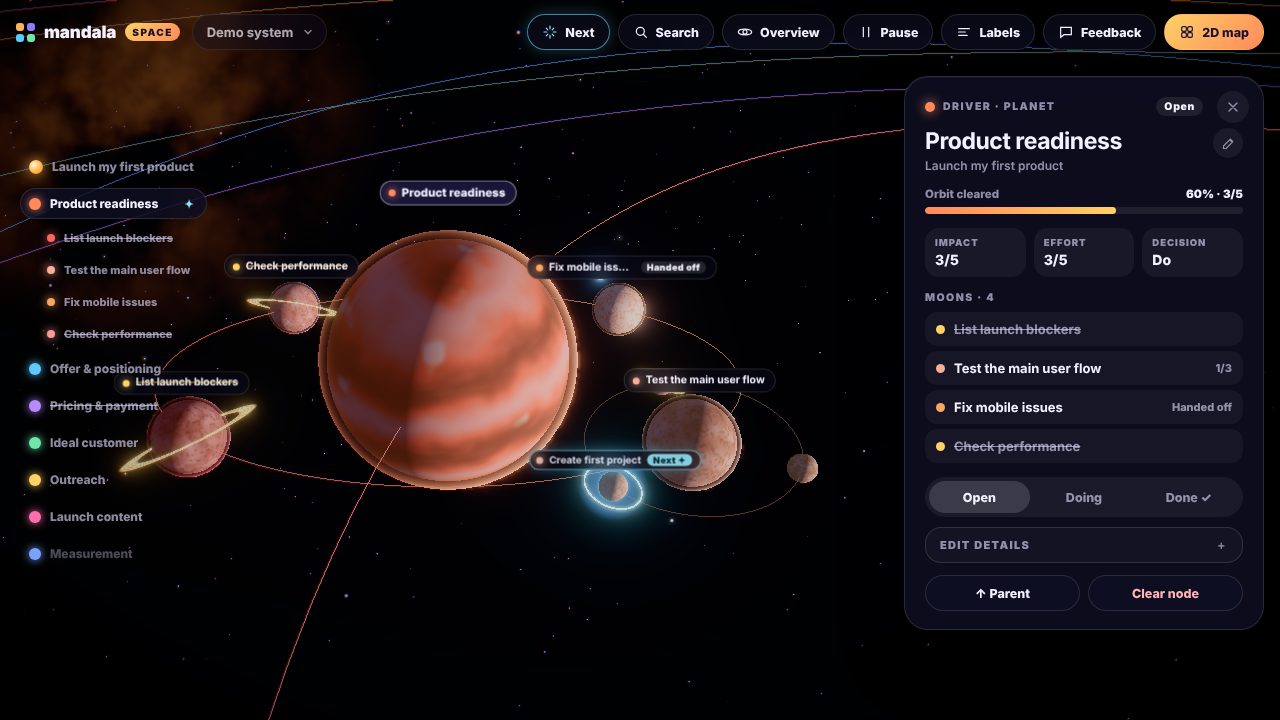 mandala SPACE Demo system
Next Search Overview Pause Labels Feedback 2D map
Launch my first product
Product readiness
List launch blockers
Test the main user flow
Fix mobile issues
Check performance
Offer & positioning
Pricing & payment
Ideal customer
Outreach
Launch content
Measurement
Product readiness
Check performance
Fix mobile iss... Handed off
List launch blockers
Test the main user flow
Create first project Next
DRIVER · PLANET Open
Product readiness
Launch my first product
Orbit cleared 60% · 3/5
IMPACT EFFORT DECISION
3/5 3/5 Do
MOONS · 4
List launch blockers
Test the main user flow 1/3
Fix mobile issues Handed off
Check performance
Open Doing Done ✓
EDIT DETAILS +
↑ Parent Clear node